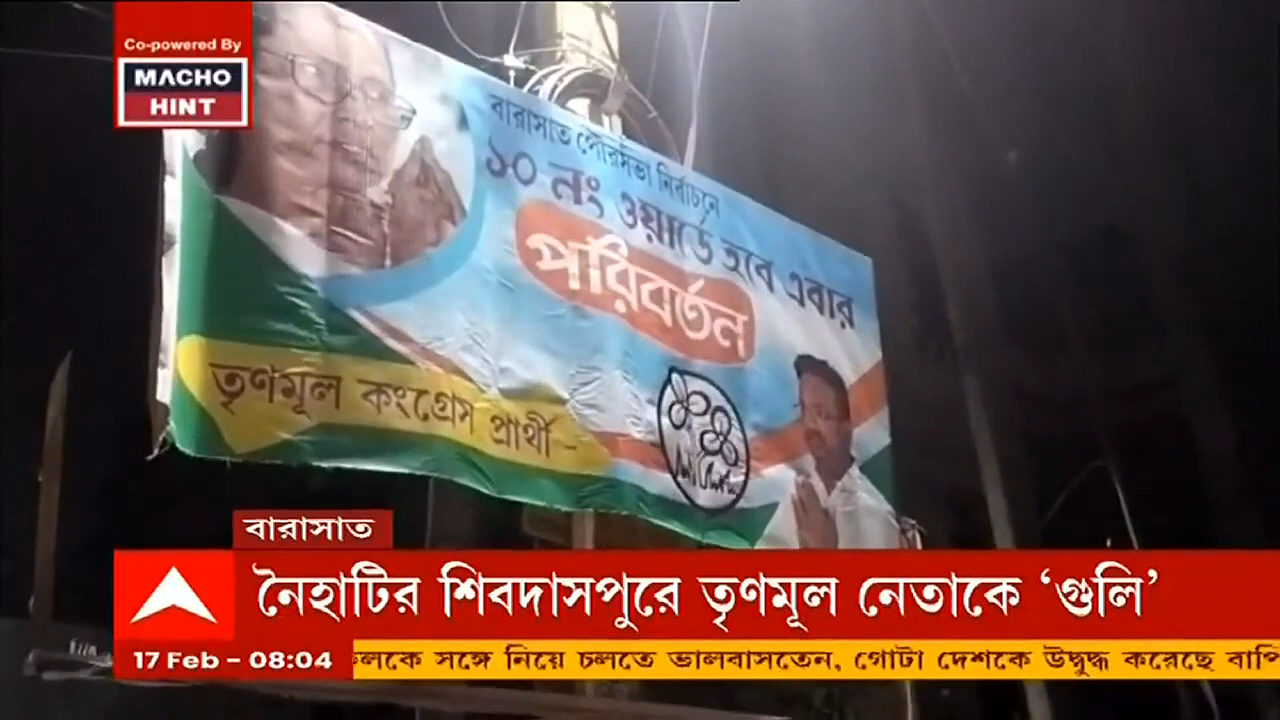 Co-powered By
MACHO
HINT
বারাসাত পৌরসভা নির্বাচনে
১০ নং ওয়ার্ডে হবে এবার
পরিবর্তন
তৃণমূল কংগ্রেস প্রার্থী -
বারাসাত
নৈহাটির শিবদাসপুরে তৃণমূল নেতাকে ‘গুলি’
17 Feb - 08:04
সঙ্গে নিয়ে চলতে ভালবাসতেন, গোটা দেশকে উদ্বুদ্ধ করেছে